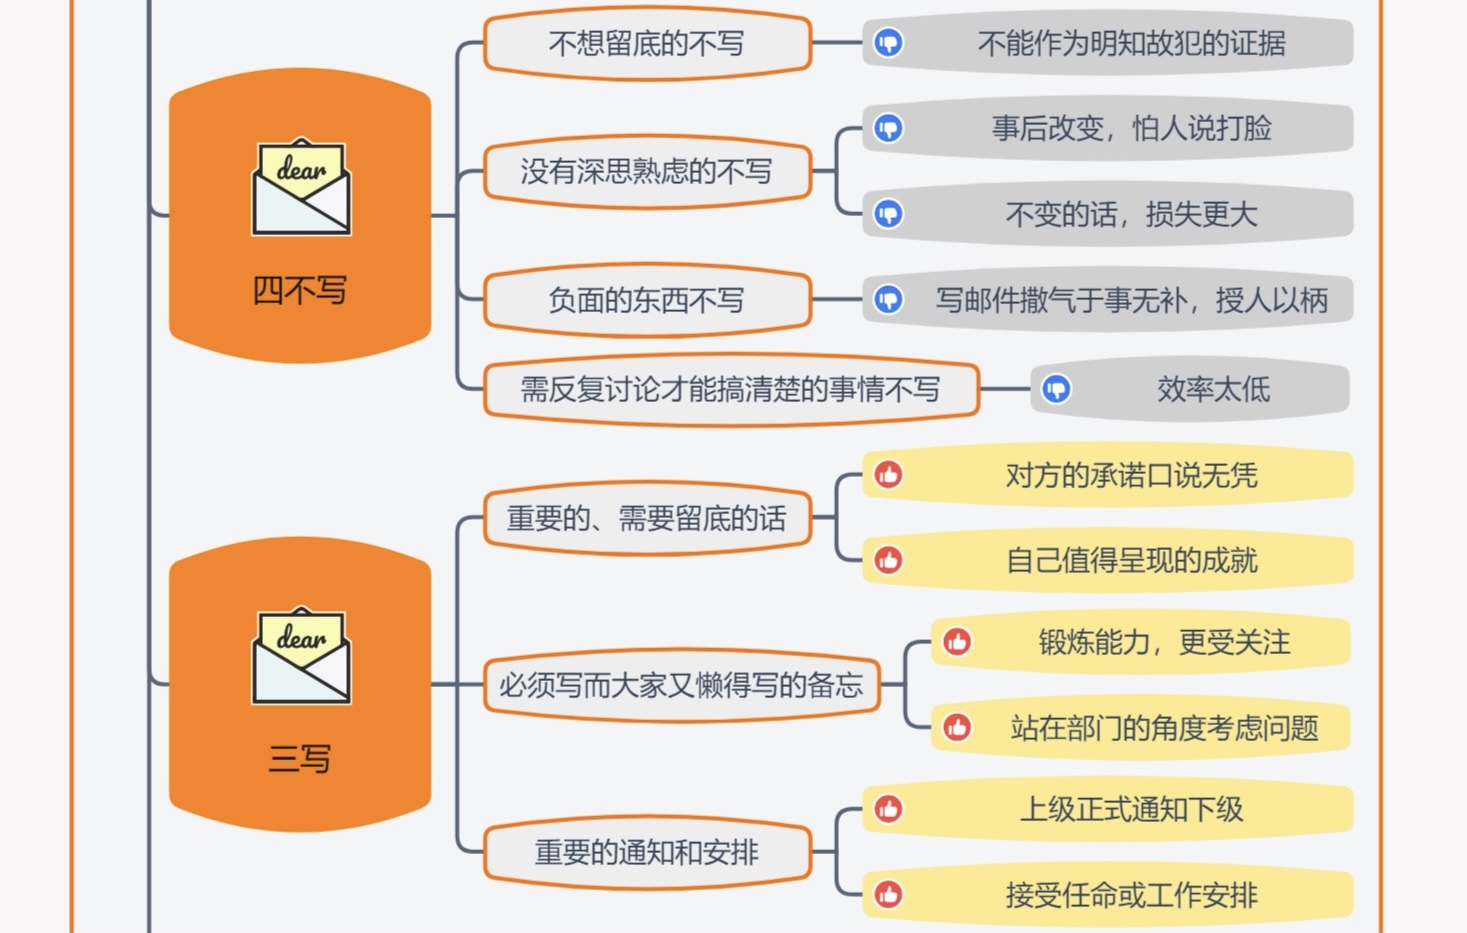 四不写
不想留底的不写
不能作为明知故犯的证据
没有深思熟虑的不写
事后改变，怕人说打脸
不变的话，损失更大
负面的东西不写
写邮件撒气于事无补，授人以柄
需反复讨论才能搞清楚的事情不写
效率太低
dear
三写
重要的、需要留底的话
对方的承诺口说无凭
自己值得呈现的成就
必须写而大家又懒得写的备忘
锻炼能力，更受关注
站在部门的角度考虑问题
重要的通知和安排
上级正式通知下级
接受任命或工作安排
dear